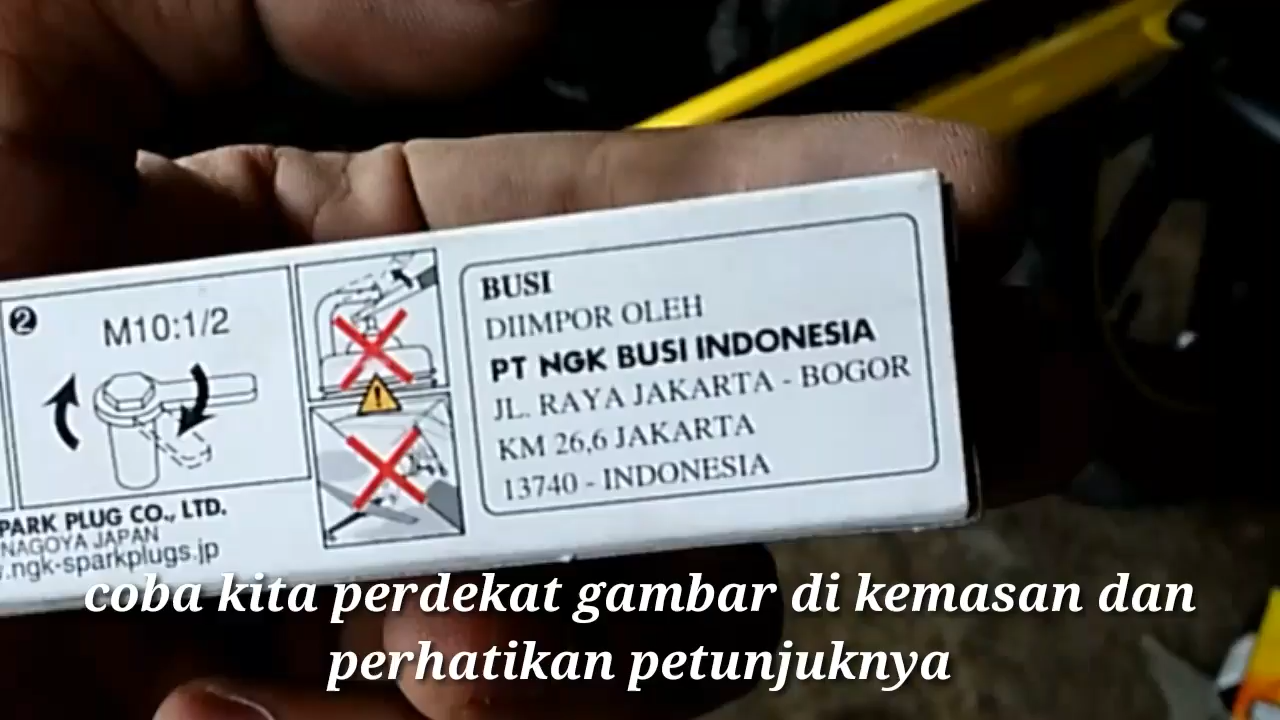 2
M10:1/2
PARK PLUG CO., LTD.
NAGOYA JAPAN
.ngk-sparkplugs.jp
BUSI
DIIMPOR OLEH
PT NGK BUSI INDONESIA
JL. RAYA JAKARTA - BOGOR
KM 26,6 JAKARTA
13740 - INDONESIA
coba kita perdekat gambar di kemasan dan
perhatikan petunjuknya